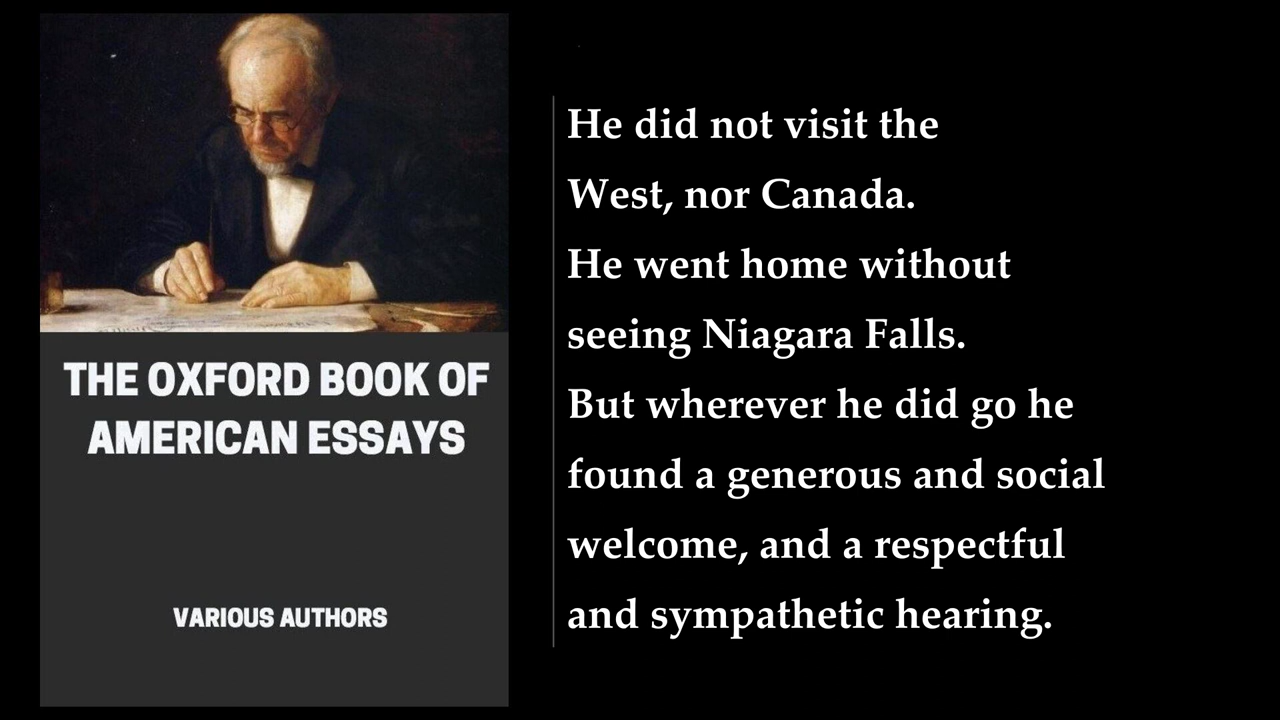 THE OXFORD BOOK OF
AMERICAN ESSAYS
VARIOUS AUTHORS
He did not visit the
West, nor Canada.
He went home without
seeing Niagara Falls.
But wherever he did go he
found a generous and social
welcome, and a respectful
and sympathetic hearing.